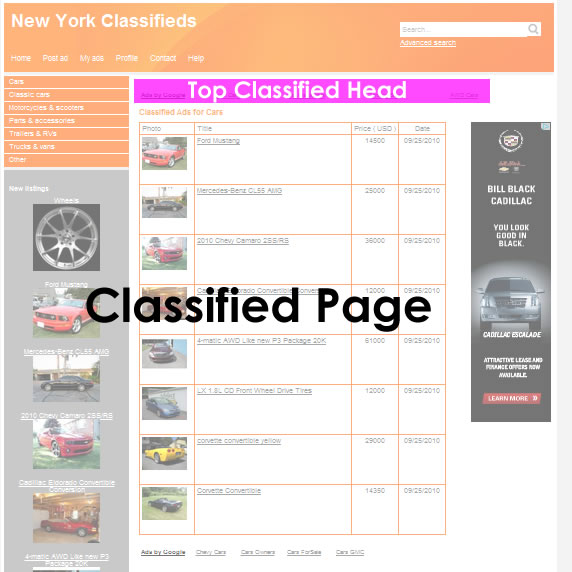 New York Classifieds
Search...
Advanced search
Home Post ad My ads Profile Contact Help
Cars
Classic cars
Motorcycles & scooters
Parts & accessories
Trailers & RVs
Trucks & vans
Other
Ads by Google
Top Classified Head
Classified Ads for Cars
Photo Title Price ( USD ) Date
Ford Mustang 14500 09/25/2010
Mercedes-Benz CL55 AMG 25000 09/25/2010
2010 Chevy Camaro 2SS/RS 36000 09/25/2010
Cadillac Eldorado Convertible Conversion 12000 09/25/2010
4-matic AWD Like new P3 Package 20K 61000 09/25/2010
LX 1.8L CD Front Wheel Drive Tires 12000 09/25/2010
corvette convertible yellow 29000 09/25/2010
Corvette Convertible 14350 09/25/2010
Classified Page
New listings
Wheels
Ford Mustang
Mercedes-Benz CL55 AMG
2010 Chevy Camaro 2SS/RS
Cadillac Eldorado Convertible
Conversion
4-matic AWD Like new P3
Package 20K
BILL BLACK
CADILLAC
YOU LOOK
GOOD IN
BLACK.
CADILLAC ESCALADE
ATTRACTIVE LEASE AND
FINANCE OFFERS NOW
AVAILABLE.
LEARN MORE
Ads by Google Chevy Cars Cars Owners Cars ForSale Cars GMC